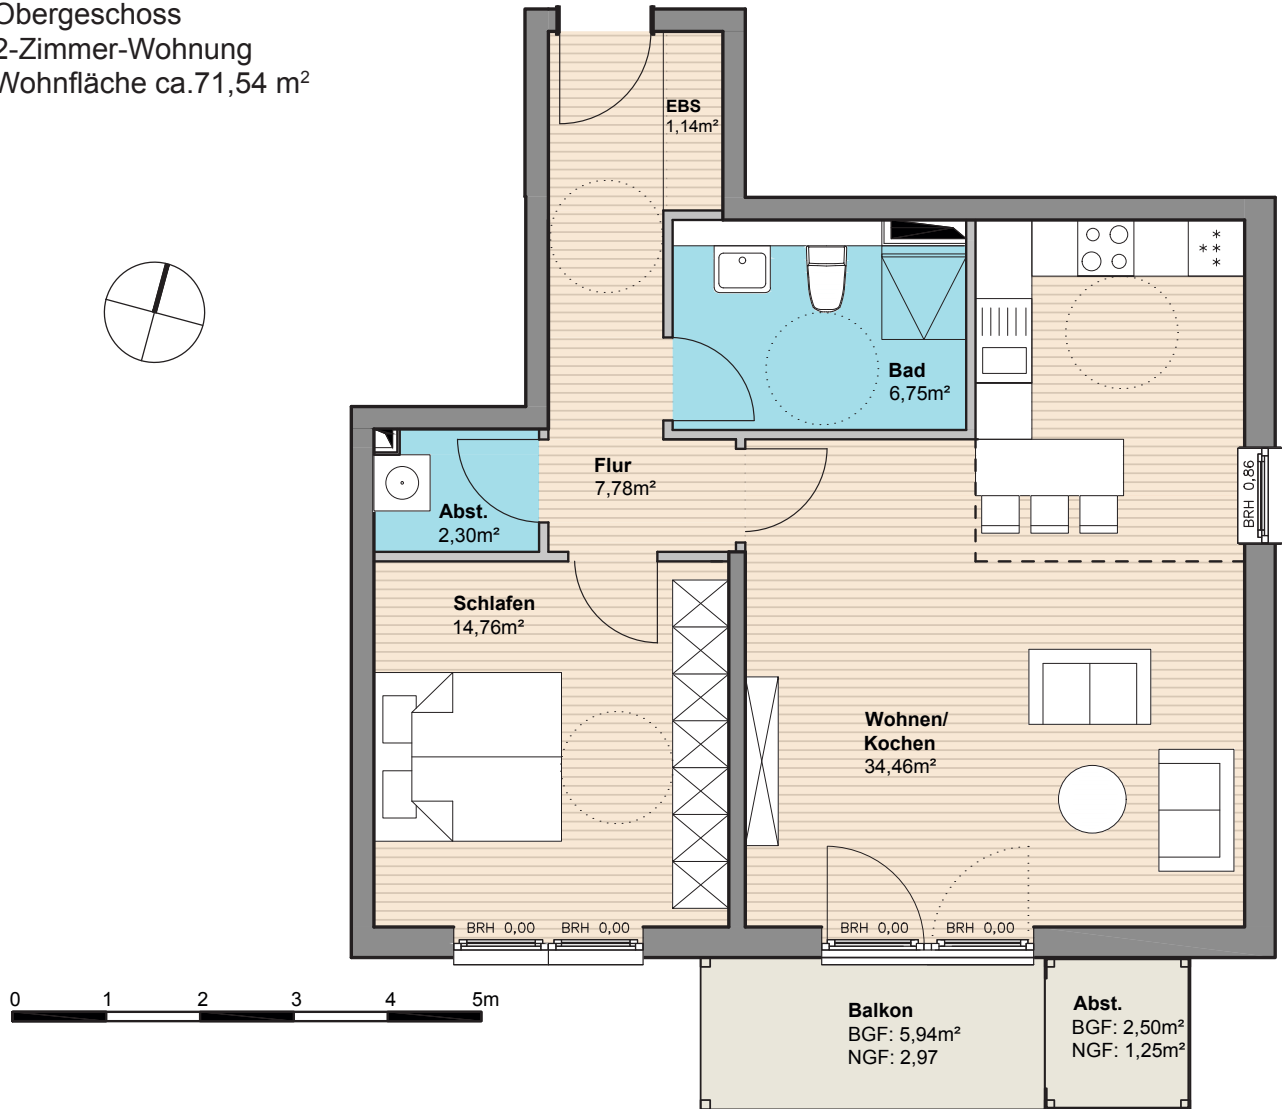 Obergeschoss
2-Zimmer-Wohnung
Wohnfläche ca.71,54 m²
EBS
1,14m²
Bad
6,75m²
Flur
7,78m²
BRH 0,86
Abst.
2,30m²
Schlafen
14,76m²
Wohnen/
Kochen
34,46m²
BRH 0,00
BRH 0,00
BRH 0,00
BRH 0,00
0 1 2 3 4 5m
Balkon
BGF: 5,94m²
NGF: 2,97
Abst.
BGF: 2,50m²
NGF: 1,25m²